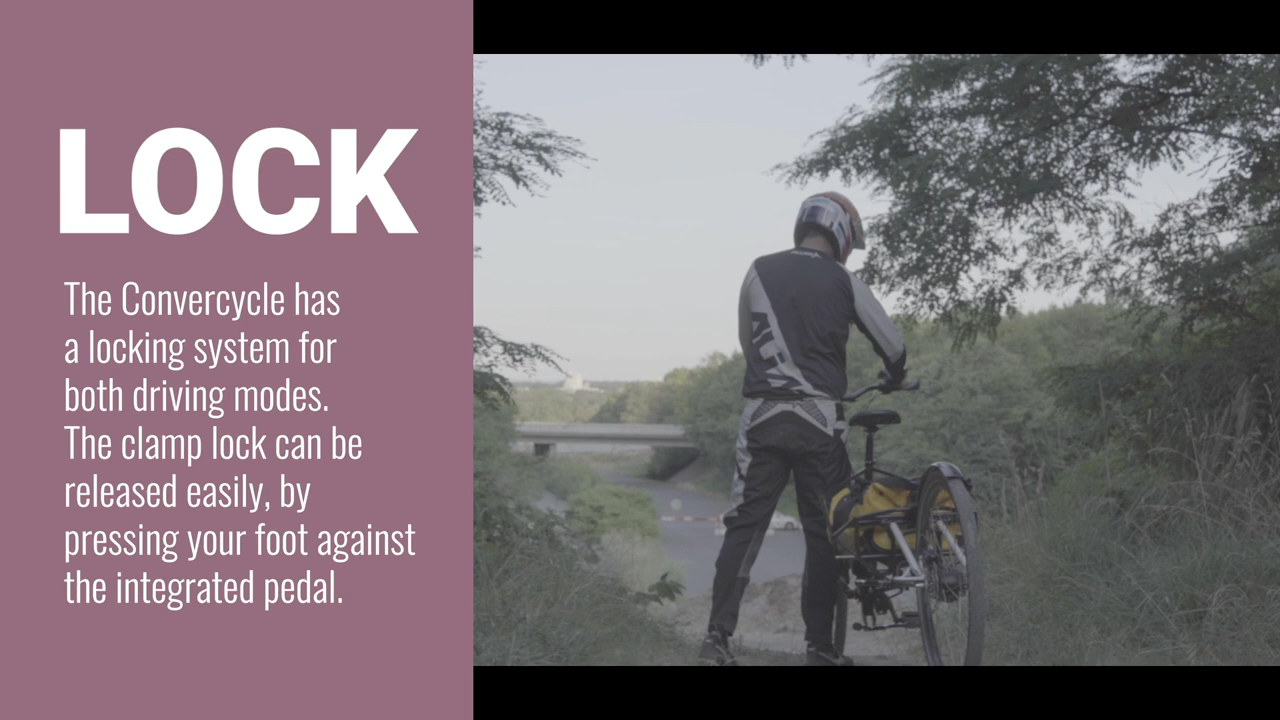 LOCK
The Convercycle has
a locking system for
both driving modes.
The clamp lock can be
released easily, by
pressing your foot against
the integrated pedal.